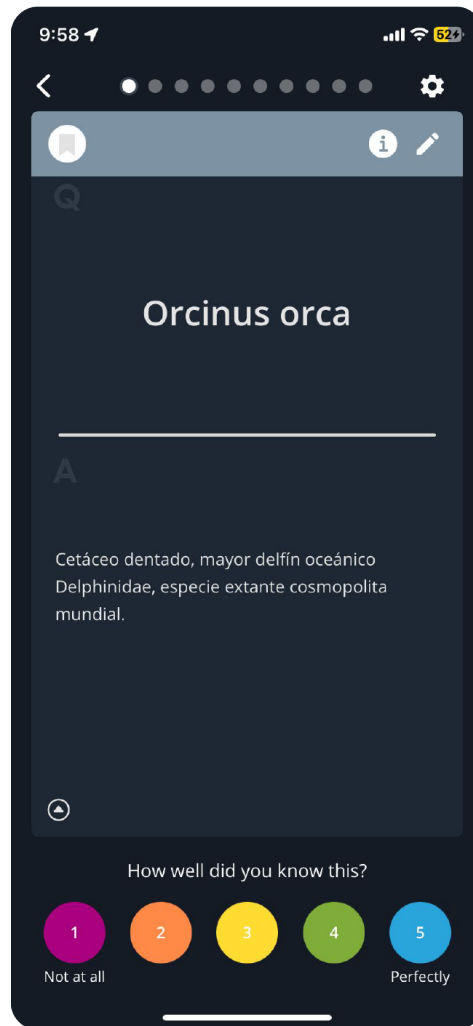 9:58
52
Q
Orcinus orca
A
Cetáceo dentado, mayor delfín oceánico
Delphinidae, especie extante cosmopolita
mundial.
How well did you know this?
1 2 3 4 5
Not at all Perfectly